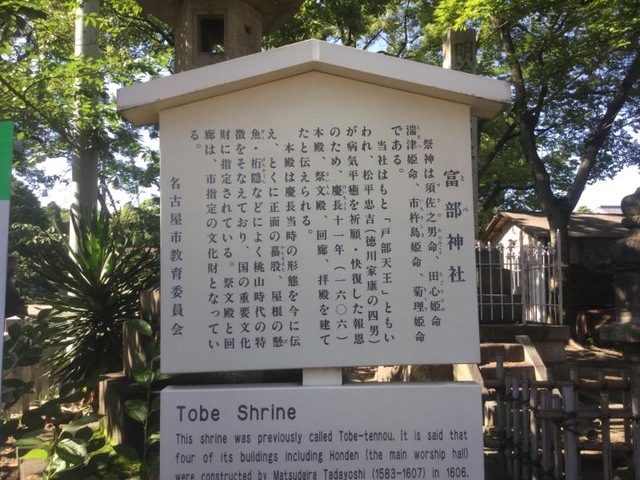 富部神社
祭神は須佐之男命、田心姫命
湍津姫命、市杵島姫命、菊理姫命
である。
当社はもと「戸部天王」ともい
われ、松平忠吉(徳川家康の四男)
が病気平癒を祈願・快復した報恩
のため、慶長十一年(一六〇六)
本殿、祭文殿、回廊、拝殿を建て
たと伝えられる。
本殿は慶長当時の形態を今に伝
え、とくに正面の蟇股、屋根の懸
魚・桁隠などによく桃山時代の特
徴をそなえており、国の重要文化
財に指定されている。祭文殿と回
廊は、市指定の文化財となってい
る。
名古屋市教育委員会
Tobe Shrine
This shrine was previously called Tobe-tennou. It is said that
four of its buildings including Honden (the main worship hall)
were constructed by Matsudaira Tadayoshi (1583-1607) in 1606.